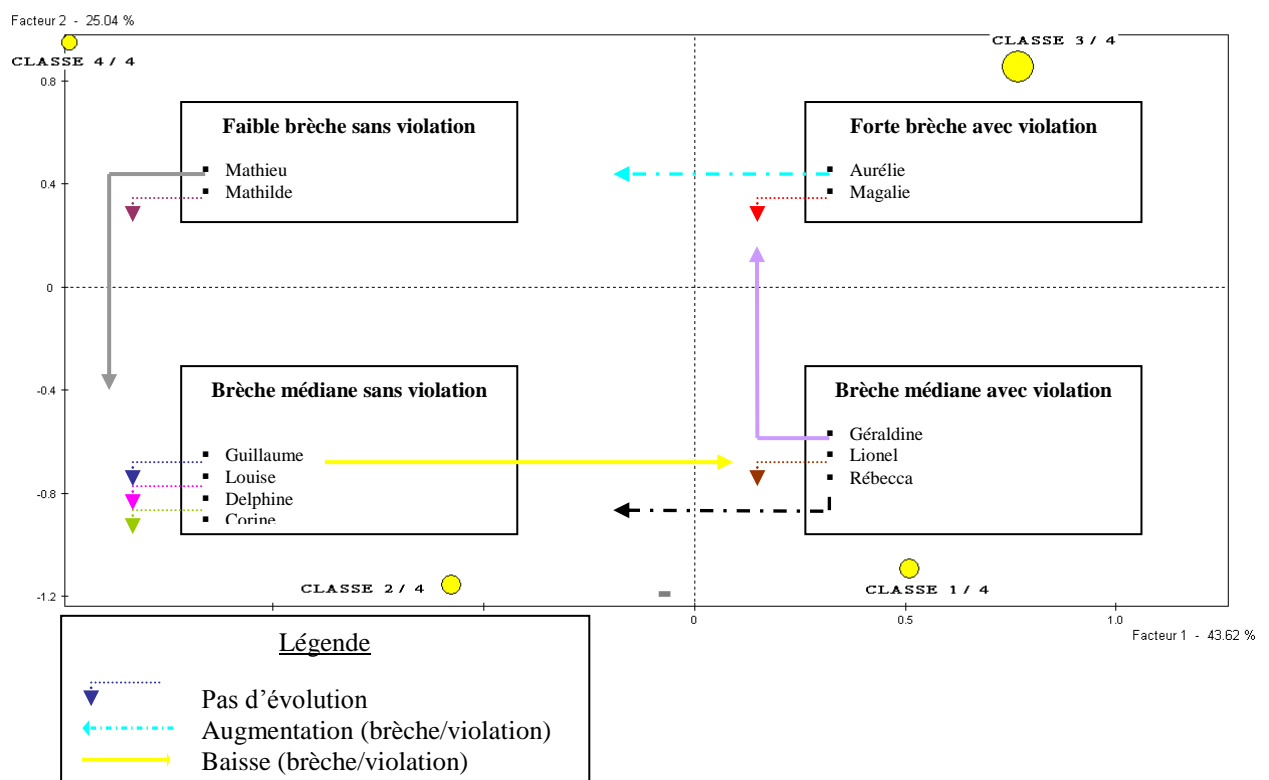 Facteur 2 - 25.04 %
CLASSE 4 / 4
CLASSE 3 / 4
0.8
Faible brèche sans violation
▪ Mathieu
▪ Mathilde
Forte brèche avec violation
▪ Aurélie
▪ Magalie
0.4
0
-0.4
Brèche médiane sans violation
▪ Guillaume
▪ Louise
▪ Delphine
▪ Corine
Brèche médiane avec violation
▪ Géraldine
▪ Lionel
▪ Rébecca
-0.8
CLASSE 2 / 4
CLASSE 1 / 4
-1.2
0 0.5 1.0
Facteur 1 - 43.62 %
Légende
Pas d’évolution
Augmentation (brèche/violation)
Baisse (brèche/violation)